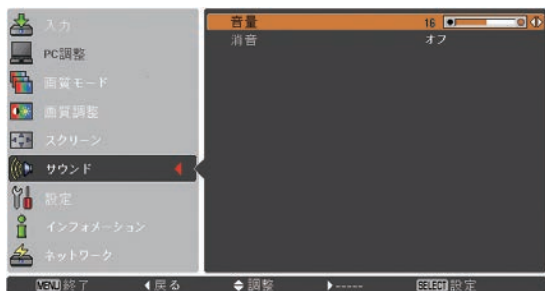 入力
PC調整
画質モード
画質調整
スクリーン
サウンド
設定
インフォメーション
ネットワーク
音量 16
消音 オフ
MENU 終了 戻る 調整 ----- SELECT 設定